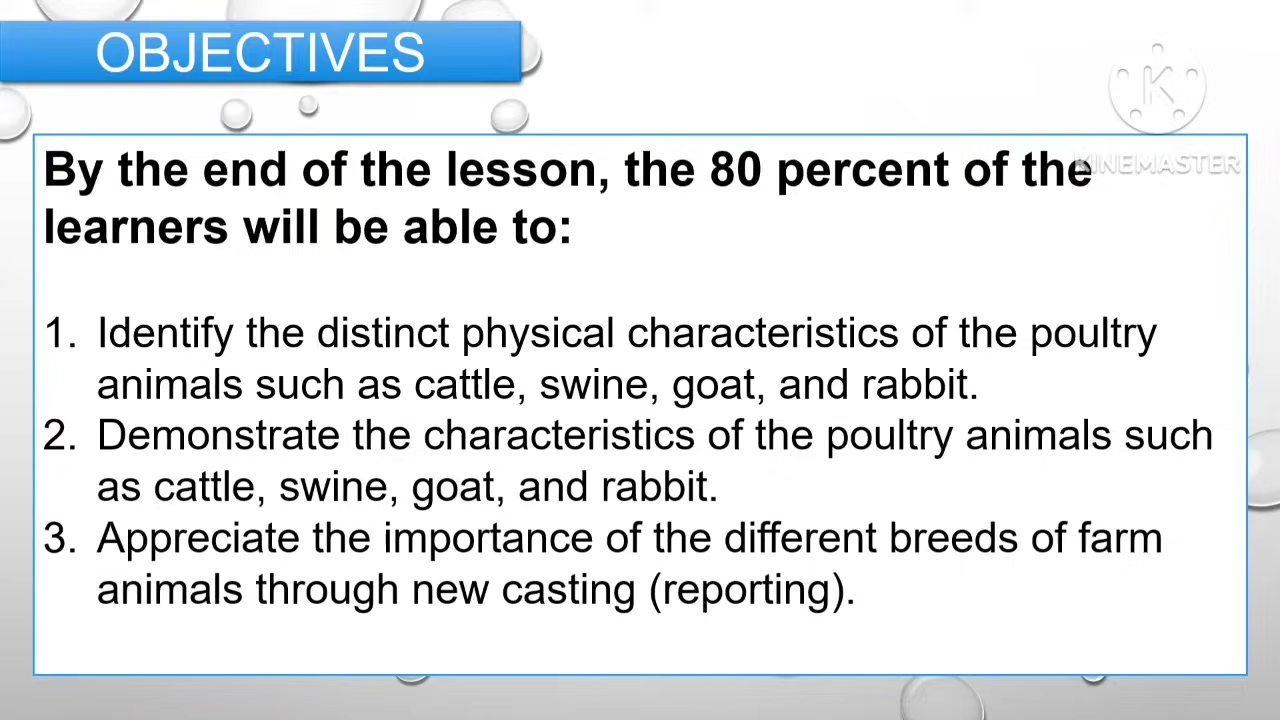 OBJECTIVES
K
KINEMASTER
By the end of the lesson, the 80 percent of the
learners will be able to:
1. Identify the distinct physical characteristics of the poultry
animals such as cattle, swine, goat, and rabbit.
2. Demonstrate the characteristics of the poultry animals such
as cattle, swine, goat, and rabbit.
3. Appreciate the importance of the different breeds of farm
animals through new casting (reporting).